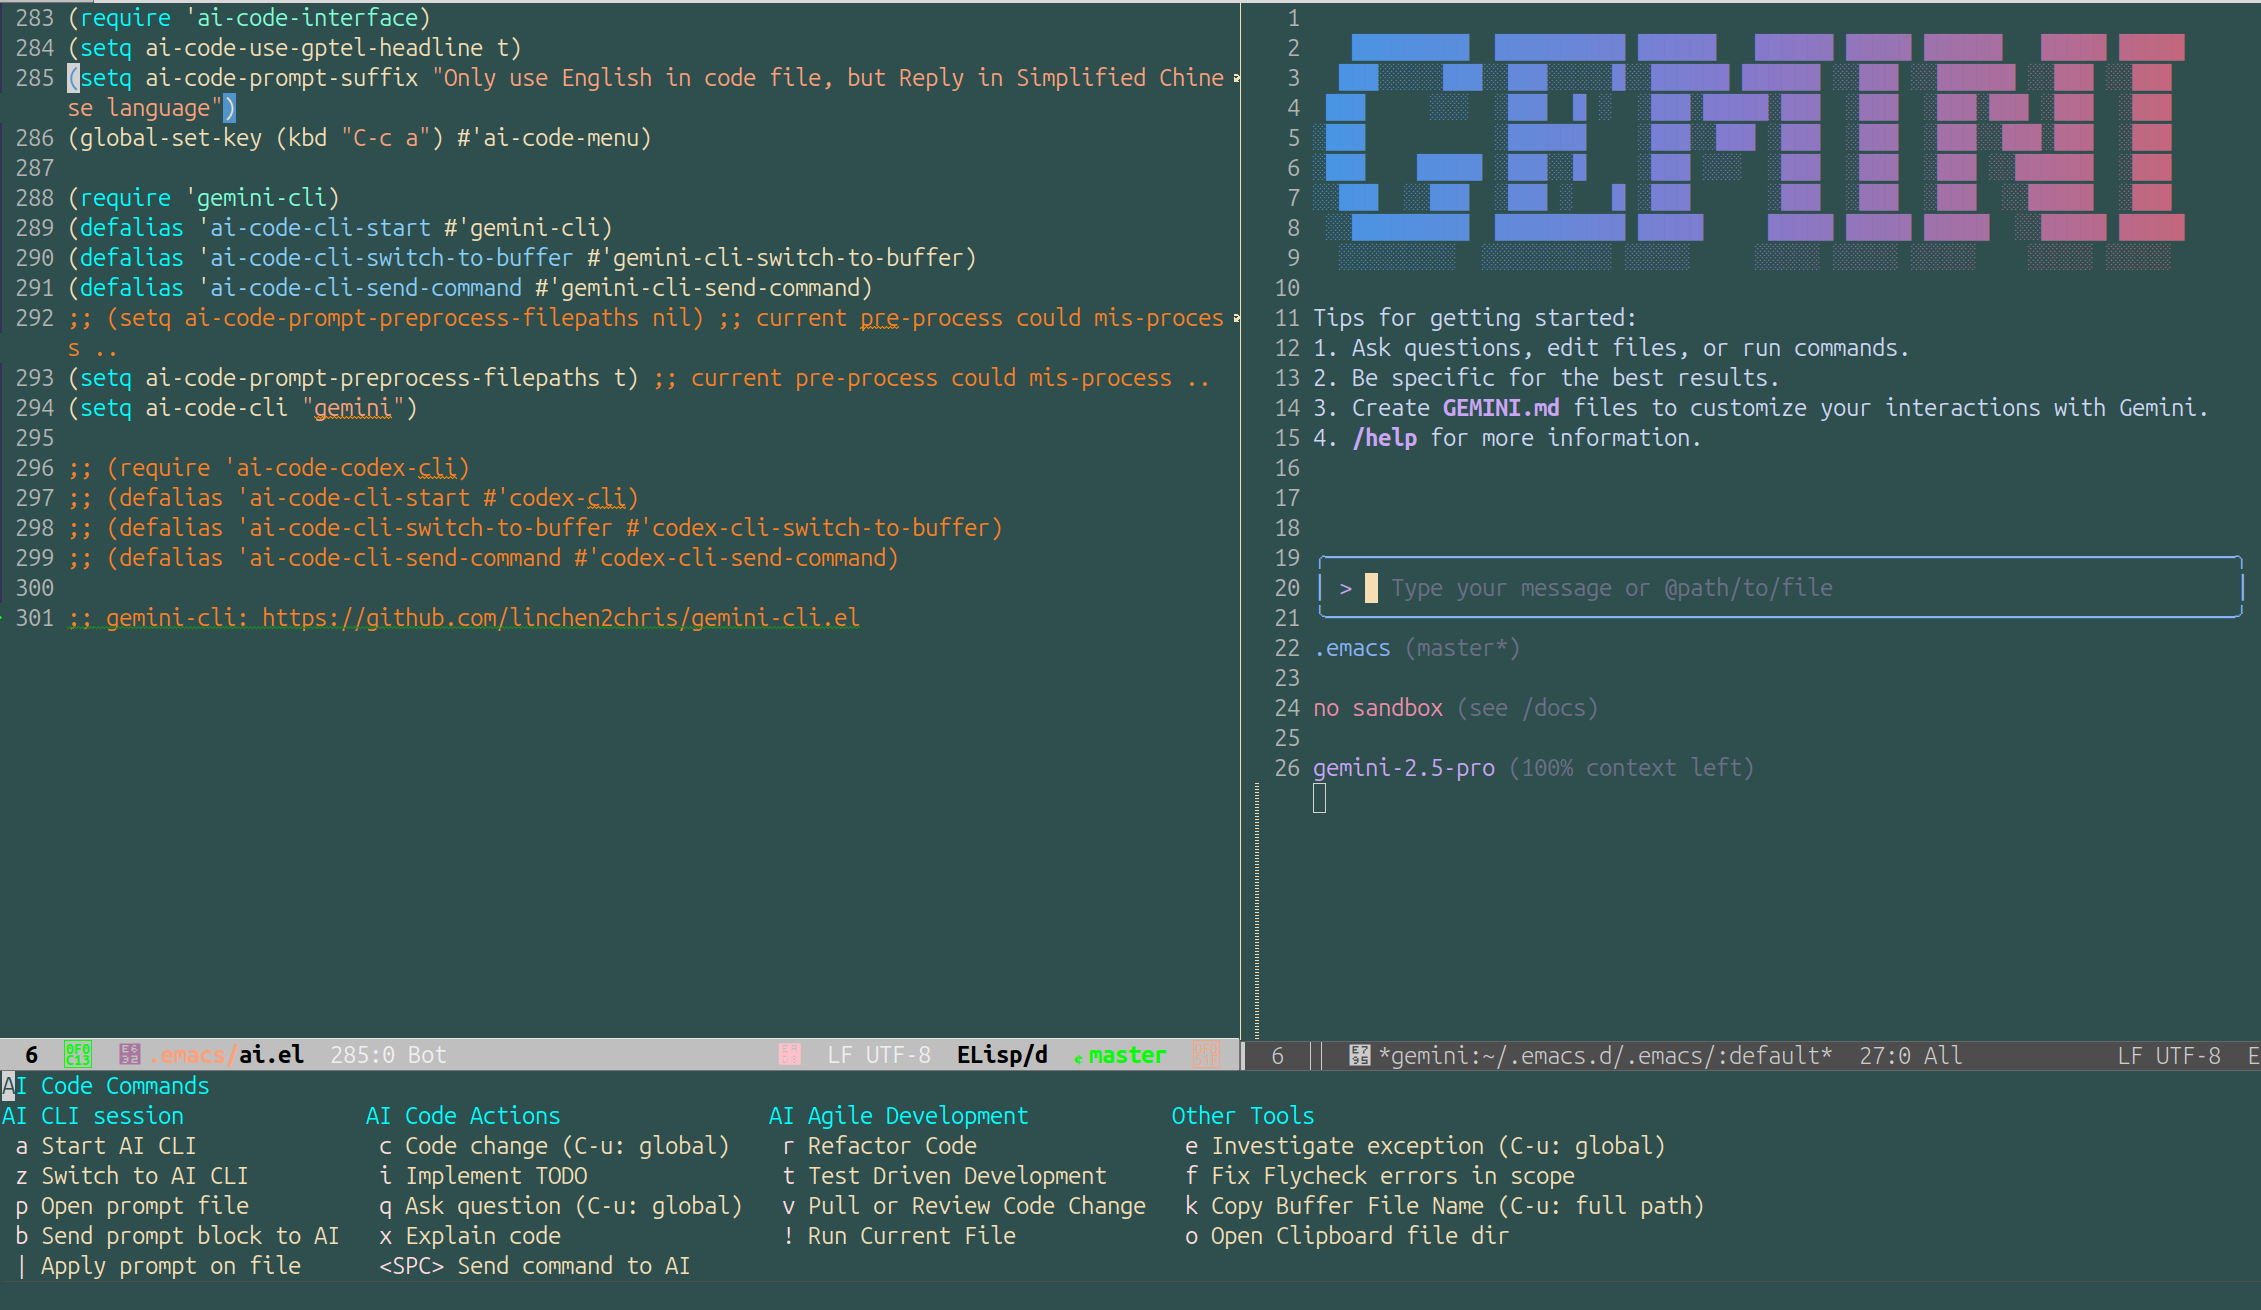 283 (require 'ai-code-interface)
284 (setq ai-code-use-gptel-headline t)
285 (setq ai-code-prompt-suffix "Only use English in code file, but Reply in Simplified Chine
se language")
286 (global-set-key (kbd "C-c a") #'ai-code-menu)
287
288 (require 'gemini-cli)
289 (defalias 'ai-code-cli-start #'gemini-cli)
290 (defalias 'ai-code-cli-switch-to-buffer #'gemini-cli-switch-to-buffer)
291 (defalias 'ai-code-cli-send-command #'gemini-cli-send-command)
292 ;; (setq ai-code-prompt-preprocess-filepaths nil) ;; current pre-process could mis-proces
s ..
293 (setq ai-code-prompt-preprocess-filepaths t) ;; current pre-process could mis-process ..
294 (setq ai-code-cli "gemini")
295
296 ;; (require 'ai-code-codex-cli)
297 ;; (defalias 'ai-code-cli-start #'codex-cli)
298 ;; (defalias 'ai-code-cli-switch-to-buffer #'codex-cli-switch-to-buffer)
299 ;; (defalias 'ai-code-cli-send-command #'codex-cli-send-command)
300
301 ;; gemini-cli: https://github.com/linchen2chris/gemini-cli.el
6 .emacs/ai.el 285:0 Bot LF UTF-8 ELisp/d master
1
2
3
4
5
6
7
8
9
GEMINI
10
11 Tips for getting started:
12 1. Ask questions, edit files, or run commands.
13 2. Be specific for the best results.
14 3. Create GEMINI.md files to customize your interactions with Gemini.
15 4. /help for more information.
16
17
18
19
20 > Type your message or @path/to/file
21
22 .emacs (master*)
23
24 no sandbox (see /docs)
25
26 gemini-2.5-pro (100% context left)
6 *gemini:~/.emacs.d/.emacs/:default* 27:0 All LF UTF-8 E
AI Code Commands
AI CLI session AI Code Actions AI Agile Development Other Tools
a Start AI CLI c Code change (C-u: global) r Refactor Code e Investigate exception (C-u: global)
z Switch to AI CLI i Implement TODO t Test Driven Development f Fix Flycheck errors in scope
p Open prompt file q Ask question (C-u: global) v Pull or Review Code Change k Copy Buffer File Name (C-u: full path)
b Send prompt block to AI x Explain code ! Run Current File o Open Clipboard file dir
| Apply prompt on file <SPC> Send command to AI